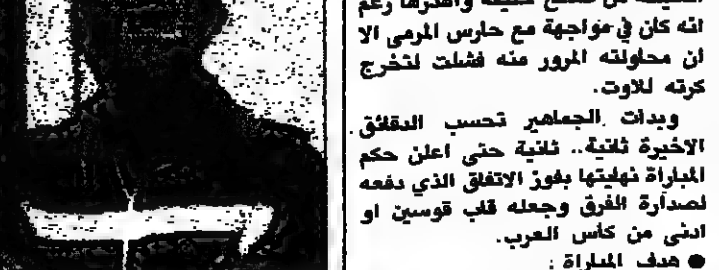 انه كان في مواجهة مع حارس المرمى الا
ان محاولته المرور منه فشلت لتخرج
كرته للاوت.
وبدات الجماهير تحسب الدقائق
الاخيرة ثانية.. ثانية حتى اعلن حكم
المباراة نهايتها بفوز الاتفاق الذي دفعه
لصدارة الفرق وجعله قاب قوسين او
ادنى من كأس العرب.
● هدف المباراة :